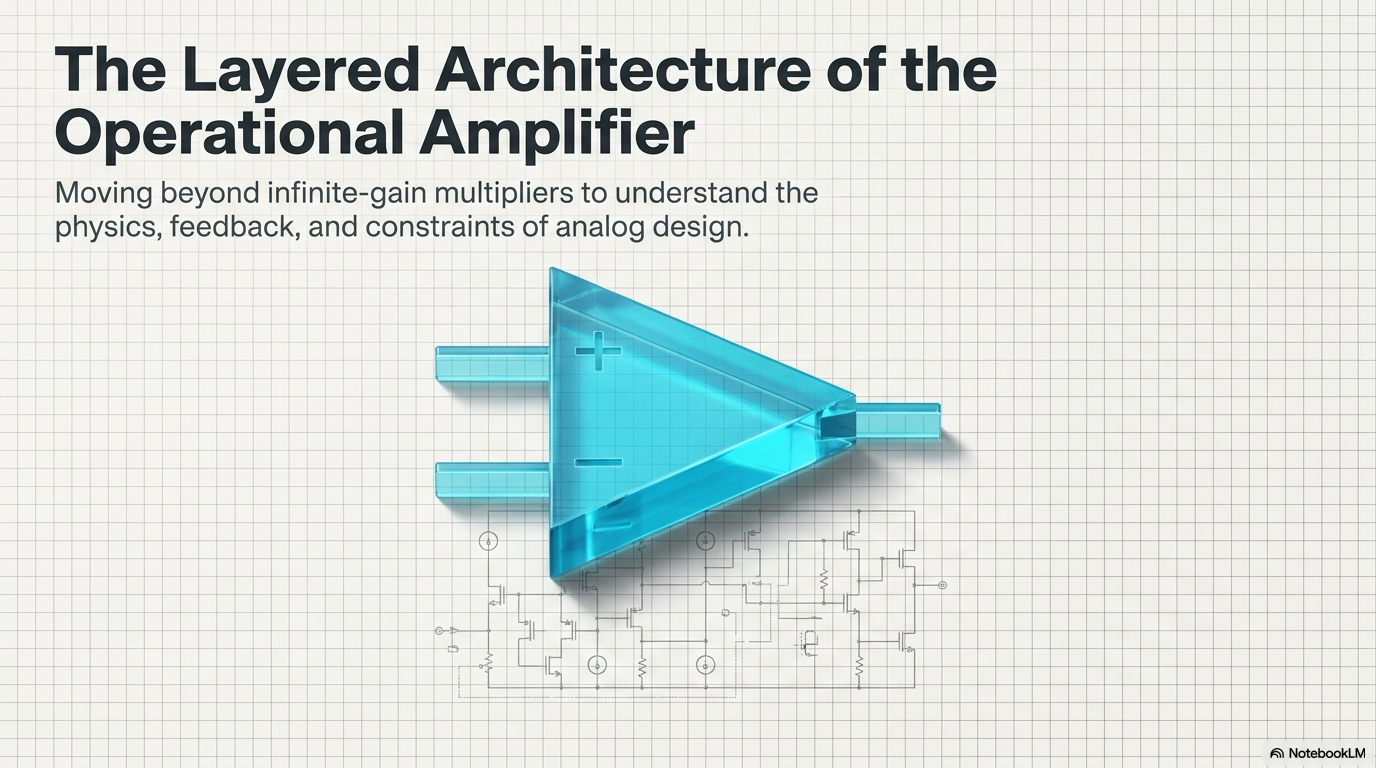 The Layered Architecture of the
Operational Amplifier
Moving beyond infinite-gain multipliers to understand the
physics, feedback, and constraints of analog design.
+
−
NotebookLM